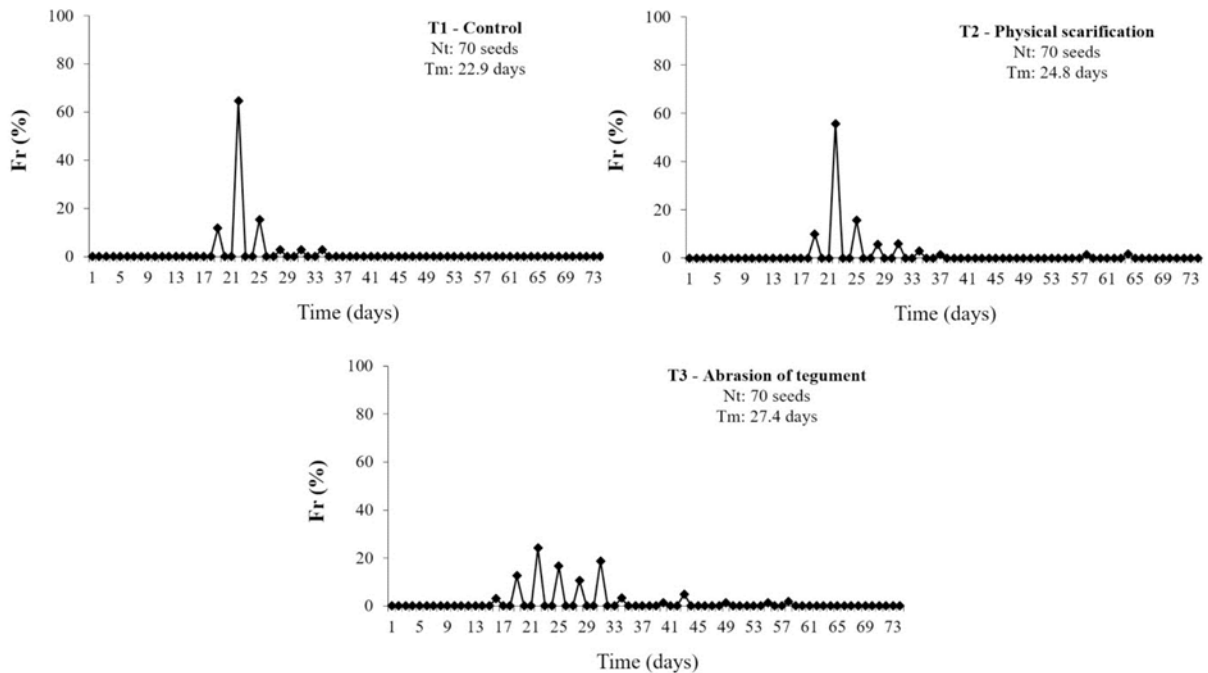 T1 - Control
Nt: 70 seeds
Tm: 22.9 days
Fr (%)
100
80
60
40
20
0
1 5 9 13 17 21 25 29 33 37 41 45 49 53 57 61 65 69 73
Time (days)
T2 - Physical scarification
Nt: 70 seeds
Tm: 24.8 days
Fr (%)
100
80
60
40
20
0
1 5 9 13 17 21 25 29 33 37 41 45 49 53 57 61 65 69 73
Time (days)
T3 - Abrasion of tegument
Nt: 70 seeds
Tm: 27.4 days
Fr (%)
100
80
60
40
20
0
1 5 9 13 17 21 25 29 33 37 41 45 49 53 57 61 65 69 73
Time (days)